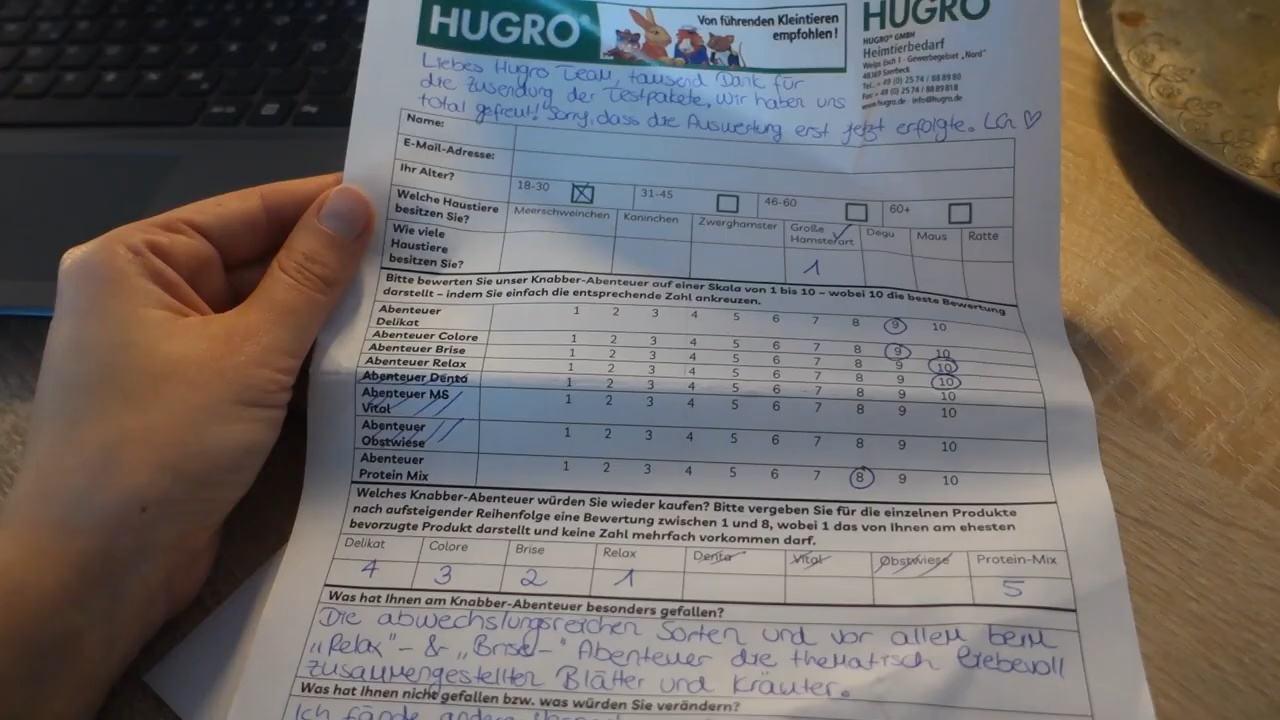 HUGRO®
Von führenden Kleintieren
empfohlen!
HUGRO
HUGRO® GMBH
Heimtierbedarf
Gewerbegebiet „Nord"
48369 Saerbeck
Tel.: +49 (0) 25 74 / 88 89 80
Fax: +49 (0) 25 74 / 88 89 818
www.hugro.de · info@hugro.de
Liebes Hugro Team, tausend Dank für
die Zusendung der Testpakete, wir haben uns
total gefreut! Sorry, dass die Auswertung erst jetzt erfolgte. LG ♡
Name:
E-Mail-Adresse:
Ihr Alter? 18-30 31-45 46-60 60+
Welche Haustiere besitzen Sie? Meerschweinchen Kaninchen Zwerghamster Große Hamsterart Degu Maus Ratte
Wie viele
Haustiere
besitzen Sie? 1
Bitte bewerten Sie unser Knabber-Abenteuer auf einer Skala von 1 bis 10 – wobei 10 die beste Bewertung
darstellt – indem Sie einfach die entsprechende Zahl ankreuzen.
Abenteuer Delikat 1 2 3 4 5 6 7 8 9 10
Abenteuer Colore 1 2 3 4 5 6 7 8 9 10
Abenteuer Brise 1 2 3 4 5 6 7 8 9 10
Abenteuer Relax 1 2 3 4 5 6 7 8 9 10
Abenteuer Denta 1 2 3 4 5 6 7 8 9 10
Abenteuer MS Vital 1 2 3 4 5 6 7 8 9 10
Abenteuer Obstwiese 1 2 3 4 5 6 7 8 9 10
Abenteuer Protein Mix 1 2 3 4 5 6 7 8 9 10
Welches Knabber-Abenteuer würden Sie wieder kaufen? Bitte vergeben Sie für die einzelnen Produkte
nach aufsteigender Reihenfolge eine Bewertung zwischen 1 und 8, wobei 1 das von Ihnen am ehesten
bevorzugte Produkt darstellt und keine Zahl mehrfach vorkommen darf.
Delikat Colore Brise Relax Denta Vital Obstwiese Protein-Mix
4 3 2 1 5
Was hat Ihnen am Knabber-Abenteuer besonders gefallen?
Die abwechslungsreichen Sorten und vor allem beim
„Relax"- & „Brise"- Abenteuer die thematisch liebevoll
zusammengestellten Blätter und Kräuter.
Was hat Ihnen nicht gefallen bzw. was würden Sie verändern?
Ich fände andere